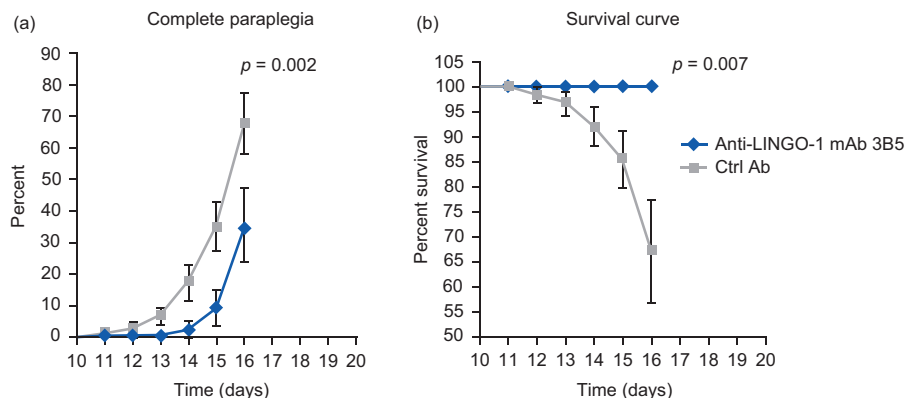 (a)
Complete paraplegia
p = 0.002
Percent
90
80
70
60
50
40
30
20
10
0
10 11 12 13 14 15 16 17 18 19 20
Time (days)
(b)
Survival curve
p = 0.007
Percent survival
105
100
95
90
85
80
75
70
65
60
55
50
10 11 12 13 14 15 16 17 18 19 20
Time (days)
Anti-LINGO-1 mAb 3B5
Ctrl Ab